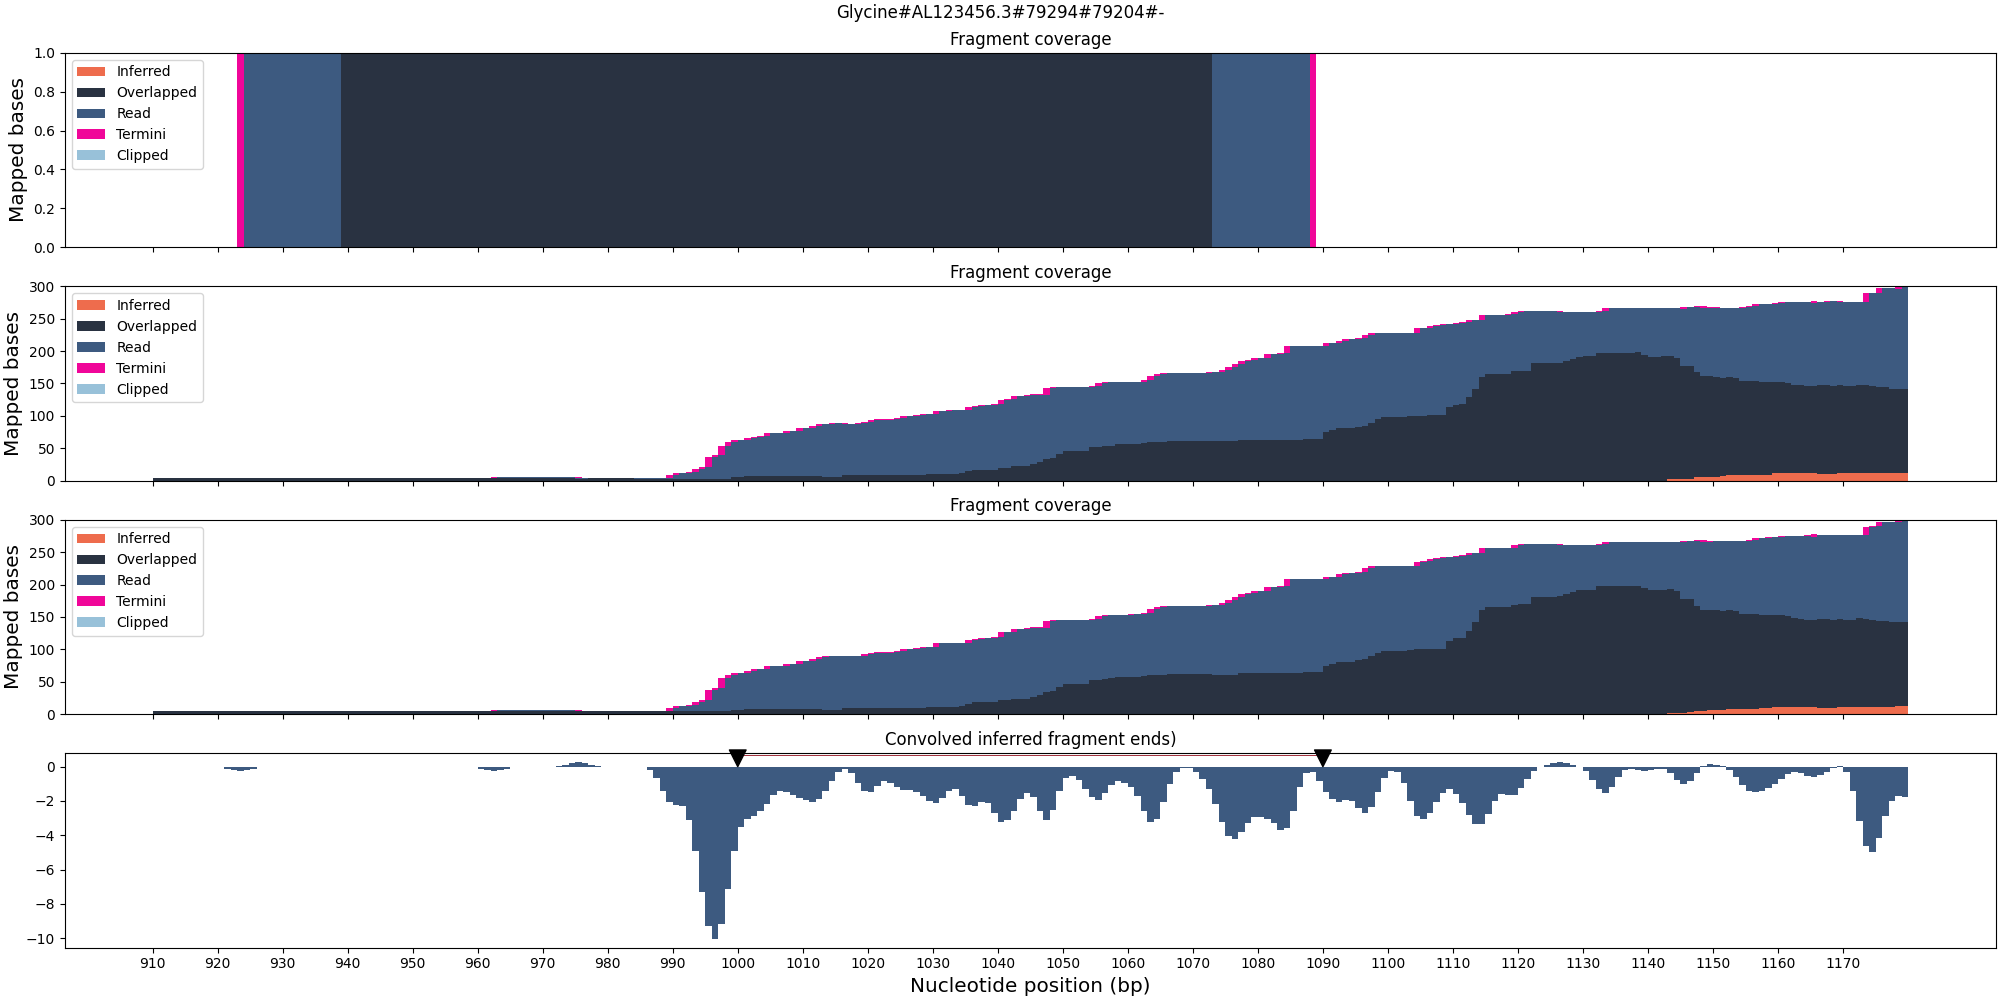 Glycine#AL123456.3#79294#79204#-
Fragment coverage
Mapped bases
1.0
0.8
0.6
0.4
0.2
0.0
Inferred
Overlapped
Read
Termini
Clipped
Fragment coverage
Mapped bases
300
250
200
150
100
50
0
Inferred
Overlapped
Read
Termini
Clipped
Fragment coverage
Mapped bases
300
250
200
150
100
50
0
Inferred
Overlapped
Read
Termini
Clipped
Convolved inferred fragment ends)
0
−2
−4
−6
−8
−10
910 920 930 940 950 960 970 980 990 1000 1010 1020 1030 1040 1050 1060 1070 1080 1090 1100 1110 1120 1130 1140 1150 1160 1170
Nucleotide position (bp)